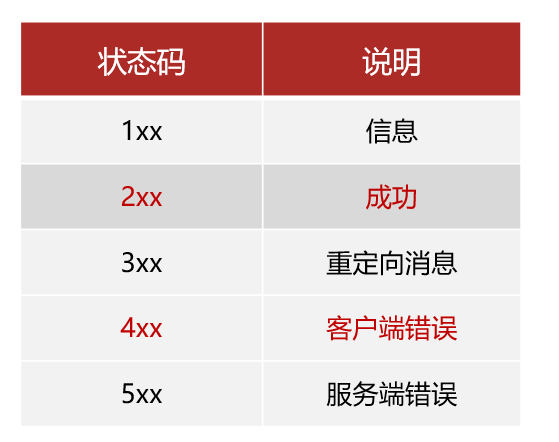 状态码 说明
1xx 信息
2xx 成功
3xx 重定向消息
4xx 客户端错误
5xx 服务端错误